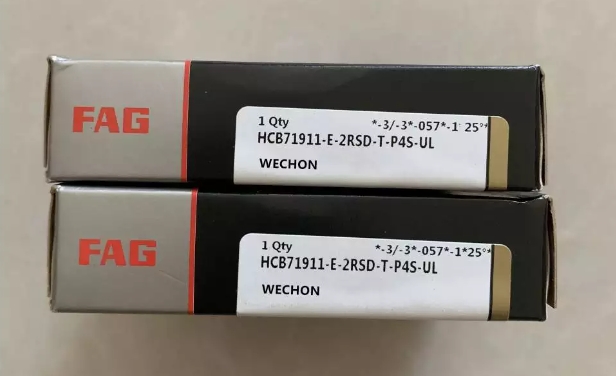 FAG
1 Qty *-3/-3*-057*-1* 25°*
HCB71911-E-2RSD-T-P4S-UL
WECHON
FAG
1 Qty *-3/-3*-057*-1*25°*
HCB71911-E-2RSD-T-P4S-UL
WECHON